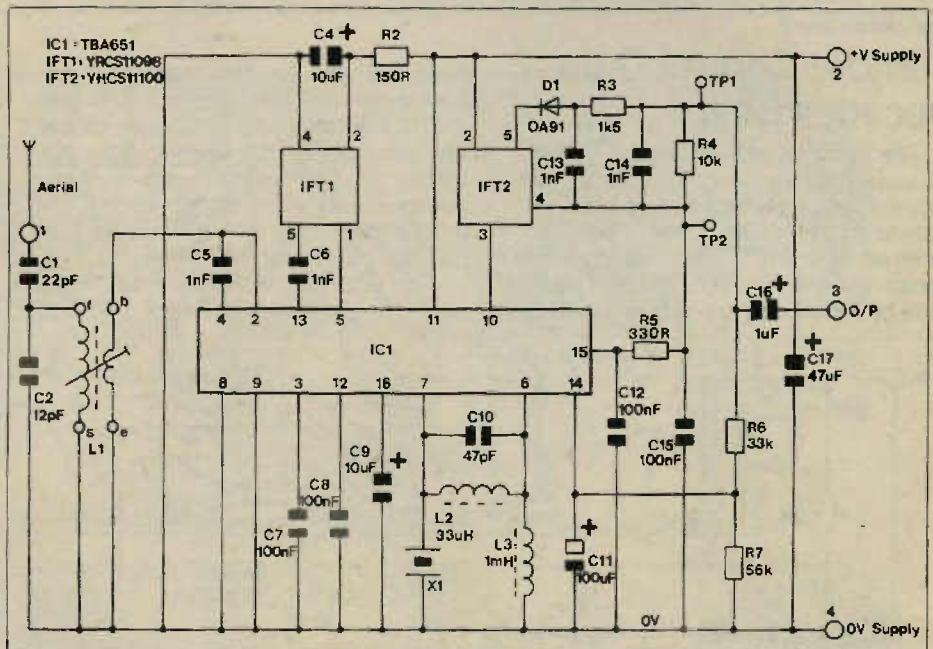 IC1 = TBA651
IFT1 = YRCS11098
IFT2 = YHCS11100
C4
10uF
+
R2
150R
+V Supply
2
D1
OA91
R3
1k5
TP1
4
2
IFT1
5
1
2
5
IFT2
4
3
C13
1nF
C14
1nF
R4
10k
TP2
Aerial
1
C1
22pF
C5
1nF
C6
1nF
C16
+
1uF
3
O/P
f
b
4
2
13
5
11
10
IC1
15
R5
330R
C17
47uF
+
8
9
3
12
16
7
6
14
C2
12pF
s
e
L1
C12
100nF
C15
100nF
R6
33k
C10
47pF
C9
10uF
+
C8
100nF
C7
100nF
L2
33uH
L3
1mH
+
C11
100uF
R7
56k
X1
0V
4
0V Supply